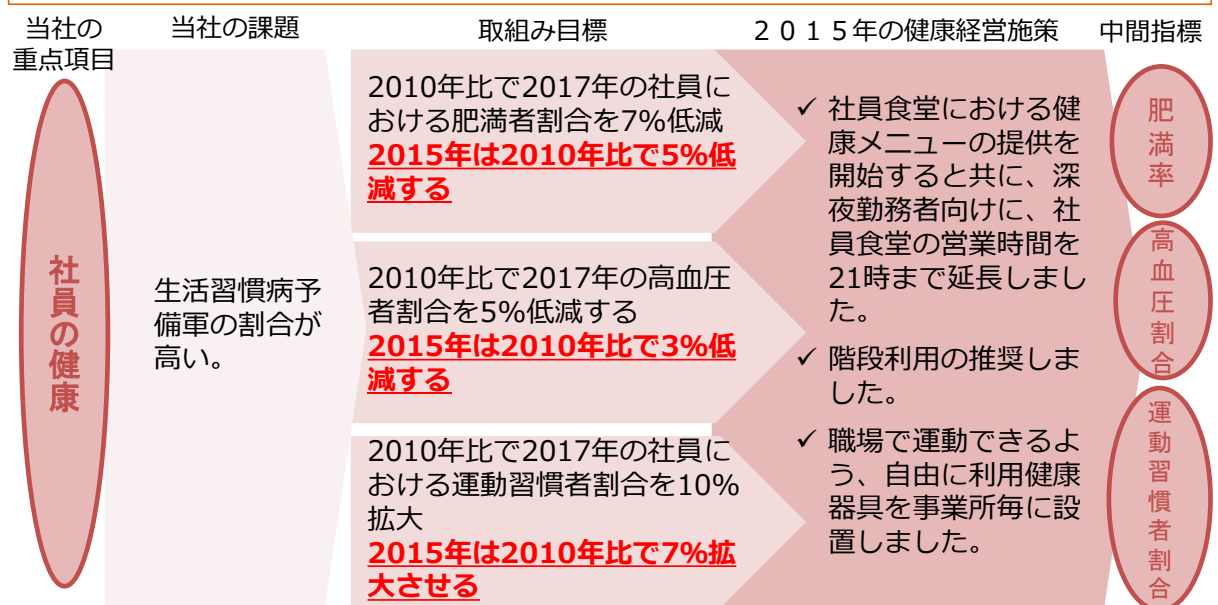 当社の
重点項目
当社の課題
取組み目標
２０１５年の健康経営施策
中間指標
社員の健康
生活習慣病予
備軍の割合が
高い。
2010年比で2017年の社員に
おける肥満者割合を7%低減
2015年は2010年比で5%低
減する
2010年比で2017年の高血圧
者割合を5%低減する
2015年は2010年比で3%低
減する
2010年比で2017年の社員に
おける運動習慣者割合を10%
拡大
2015年は2010年比で7%拡
大させる
✓ 社員食堂における健
康メニューの提供を
開始すると共に、深
夜勤務者向けに、社
員食堂の営業時間を
21時まで延長しまし
た。
✓ 階段利用の推奨しま
した。
✓ 職場で運動できるよ
う、自由に利用健康
器具を事業所毎に設
置しました。
肥満率
高血圧割合
運動習慣者割合